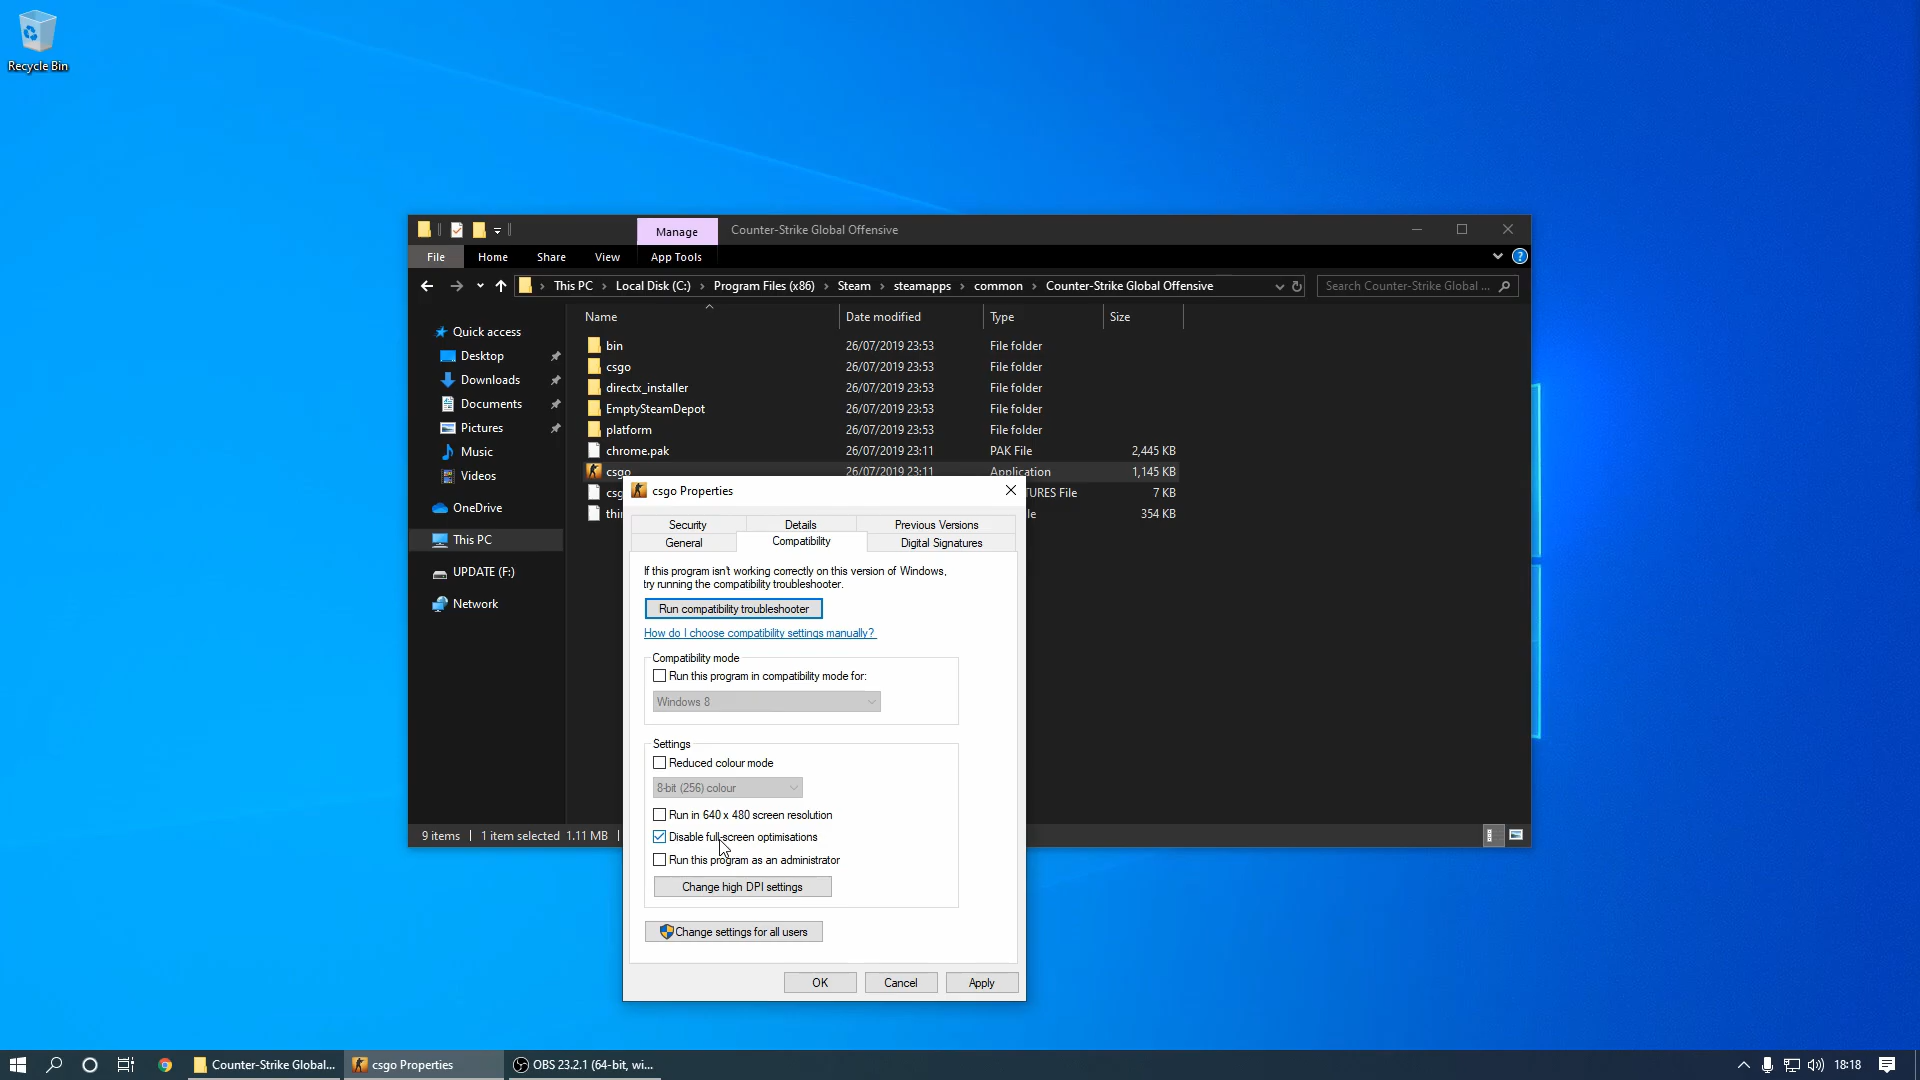 Recycle Bin
Manage
Counter-Strike Global Offensive
File
Home
Share
View
App Tools
This PC
Local Disk (C:)
Program Files (x86)
Steam
steamapps
common
Counter-Strike Global Offensive
Search Counter-Strike Global ...
Name
Date modified
Type
Size
Quick access
Desktop
Downloads
Documents
Pictures
Music
Videos
OneDrive
This PC
UPDATE (F:)
Network
bin 26/07/2019 23:53 File folder
csgo 26/07/2019 23:53 File folder
directx_installer 26/07/2019 23:53 File folder
EmptySteamDepot 26/07/2019 23:53 File folder
platform 26/07/2019 23:53 File folder
chrome.pak 26/07/2019 23:11 PAK File 2,445 KB
csgo 26/07/2019 23:11 Application 1,145 KB
7 KB
354 KB
9 items
1 item selected 1.11 MB
csgo Properties
Security
Details
Previous Versions
General
Compatibility
Digital Signatures
If this program isn't working correctly on this version of Windows,
try running the compatibility troubleshooter.
Run compatibility troubleshooter
How do I choose compatibility settings manually?
Compatibility mode
Run this program in compatibility mode for:
Windows 8
Settings
Reduced colour mode
8-bit (256) colour
Run in 640 x 480 screen resolution
Disable full-screen optimisations
Run this program as an administrator
Change high DPI settings
Change settings for all users
OK
Cancel
Apply
Counter-Strike Global...
csgo Properties
OBS 23.2.1 (64-bit, wi...
18:18